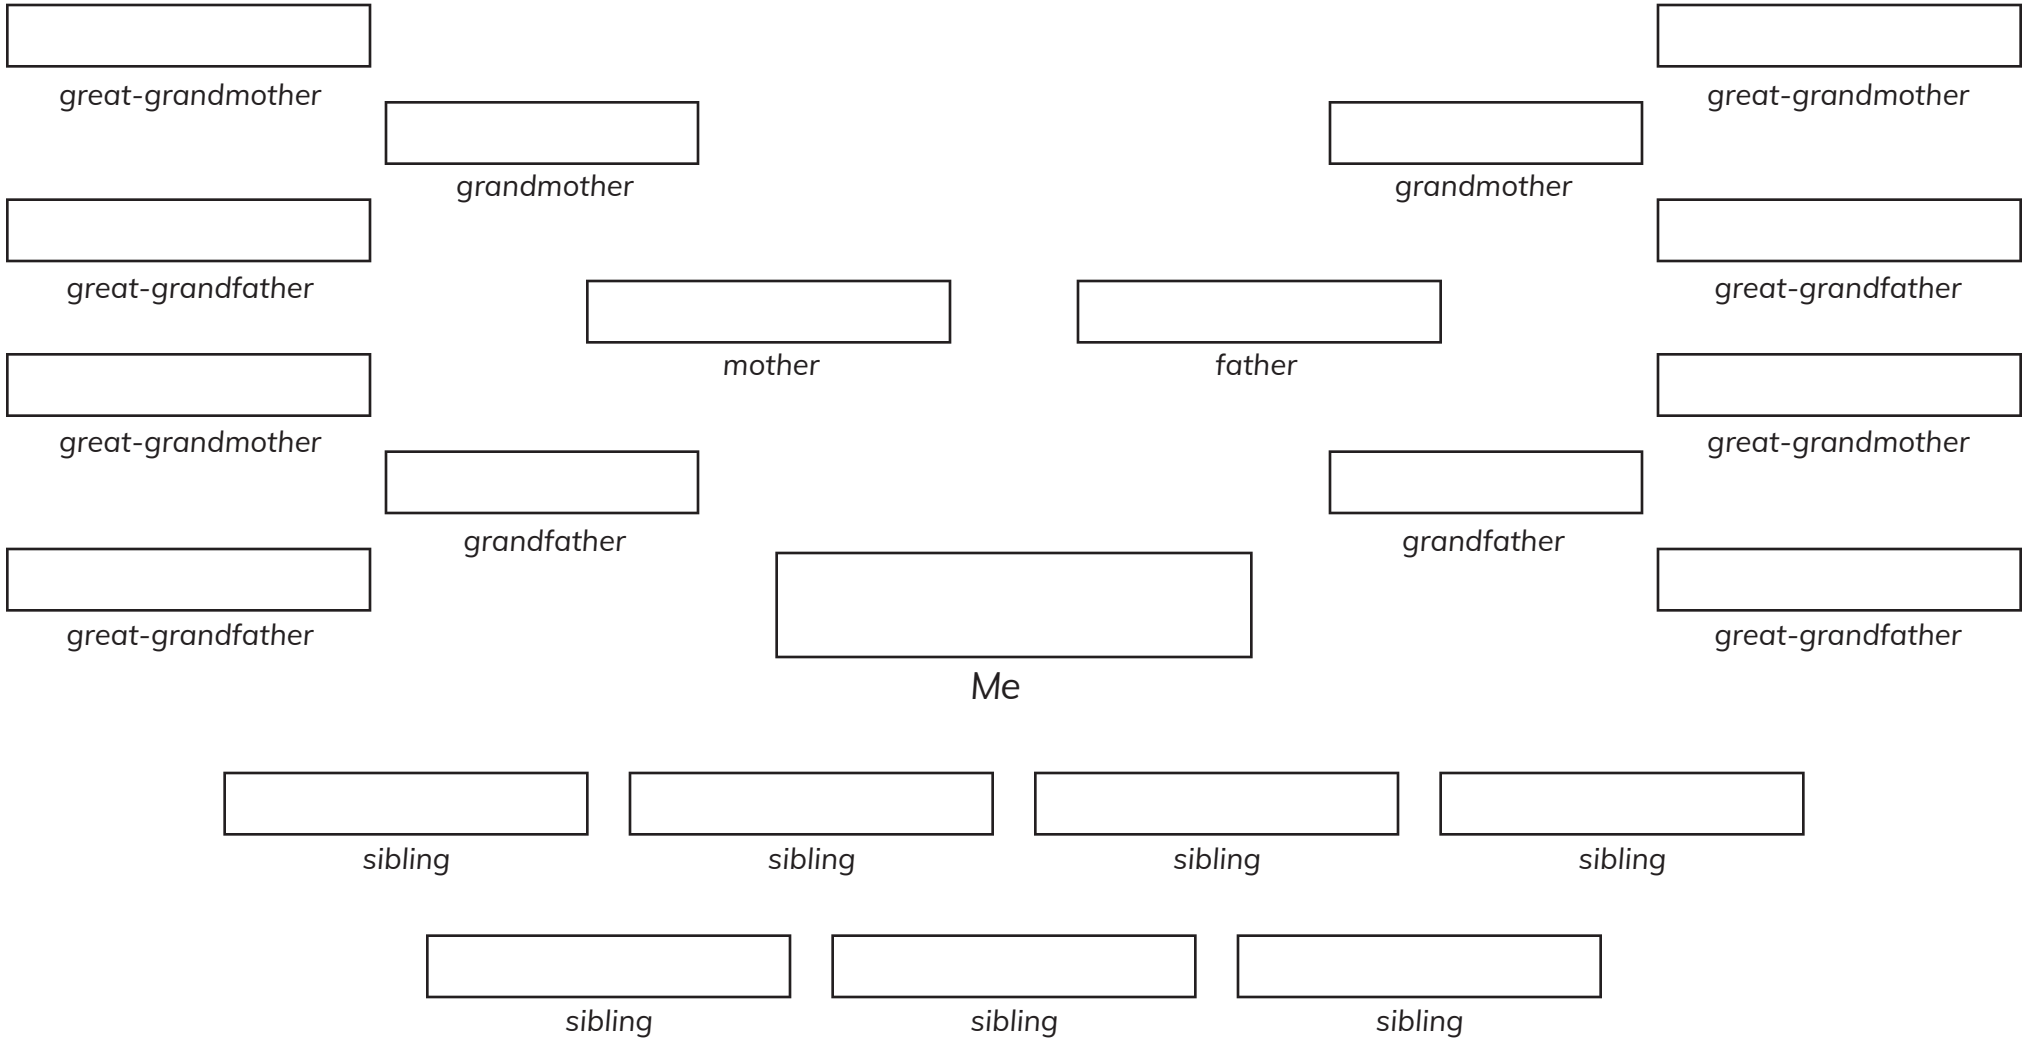 great-grandmother
great-grandmother
grandmother
grandmother
great-grandfather
great-grandfather
mother
father
great-grandmother
great-grandmother
grandfather
grandfather
great-grandfather
great-grandfather
Me
sibling
sibling
sibling
sibling
sibling
sibling
sibling